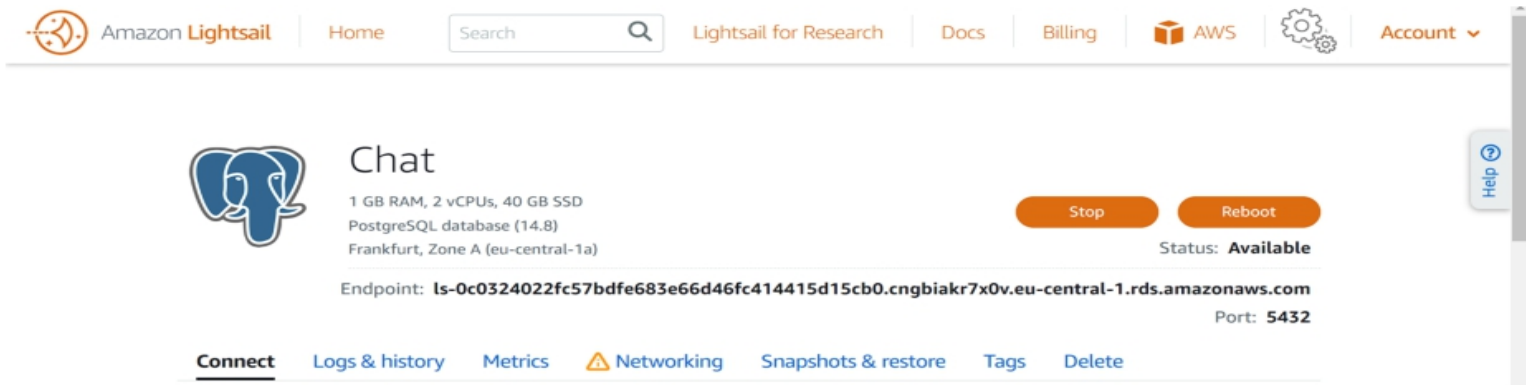 Amazon Lightsail Home Search Lightsail for Research Docs Billing AWS Account
Help
Chat
1 GB RAM, 2 vCPUs, 40 GB SSD
PostgreSQL database (14.8)
Frankfurt, Zone A (eu-central-1a)
Stop Reboot
Status: Available
Endpoint: ls-0c0324022fc57bdfe683e66d46fc414415d15cb0.cngbiakr7x0v.eu-central-1.rds.amazonaws.com
Port: 5432
Connect Logs & history Metrics Networking Snapshots & restore Tags Delete